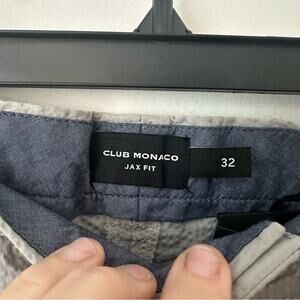 CLUB MONACO
JAX FIT
32